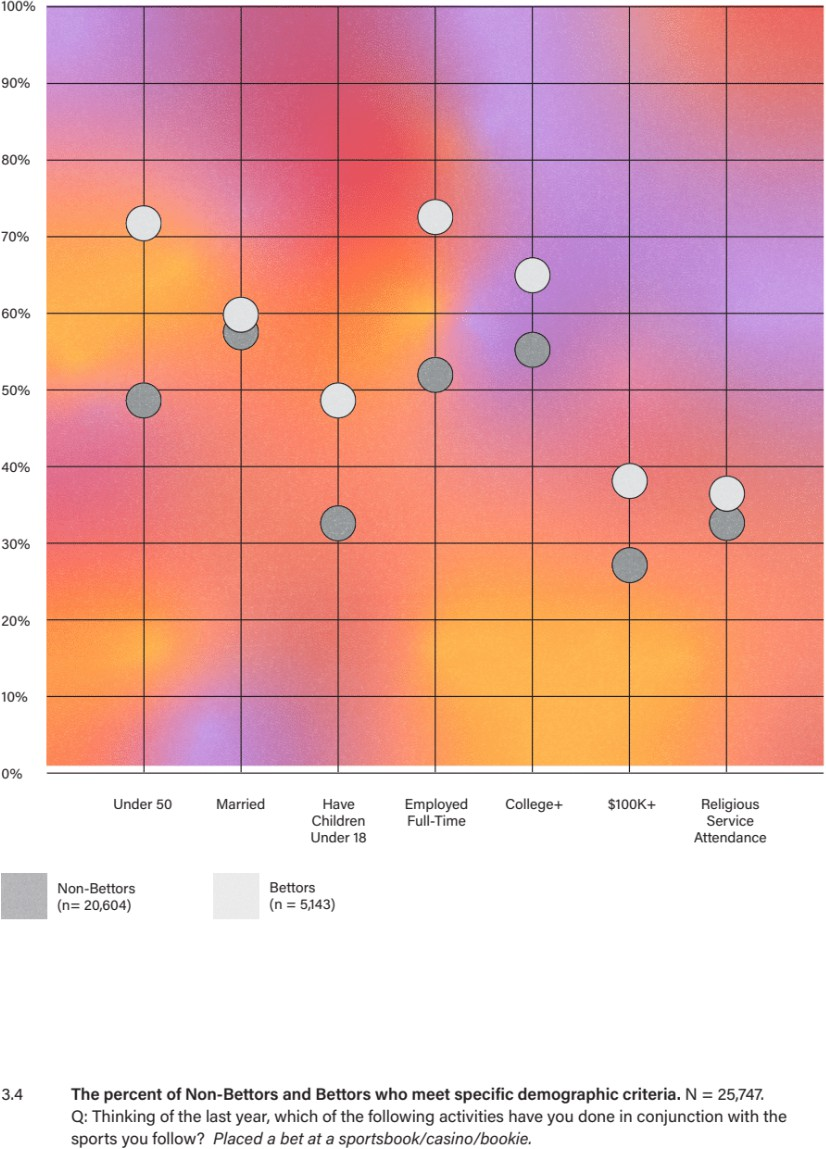 100%
90%
80%
70%
60%
50%
40%
30%
20%
10%
0%
Under 50
Married
Have
Children
Under 18
Employed
Full-Time
College+
$100K+
Religious
Service
Attendance
Non-Bettors
(n= 20,604)
Bettors
(n = 5,143)
3.4 The percent of Non-Bettors and Bettors who meet specific demographic criteria. N = 25,747.
Q: Thinking of the last year, which of the following activities have you done in conjunction with the
sports you follow? Placed a bet at a sportsbook/casino/bookie.